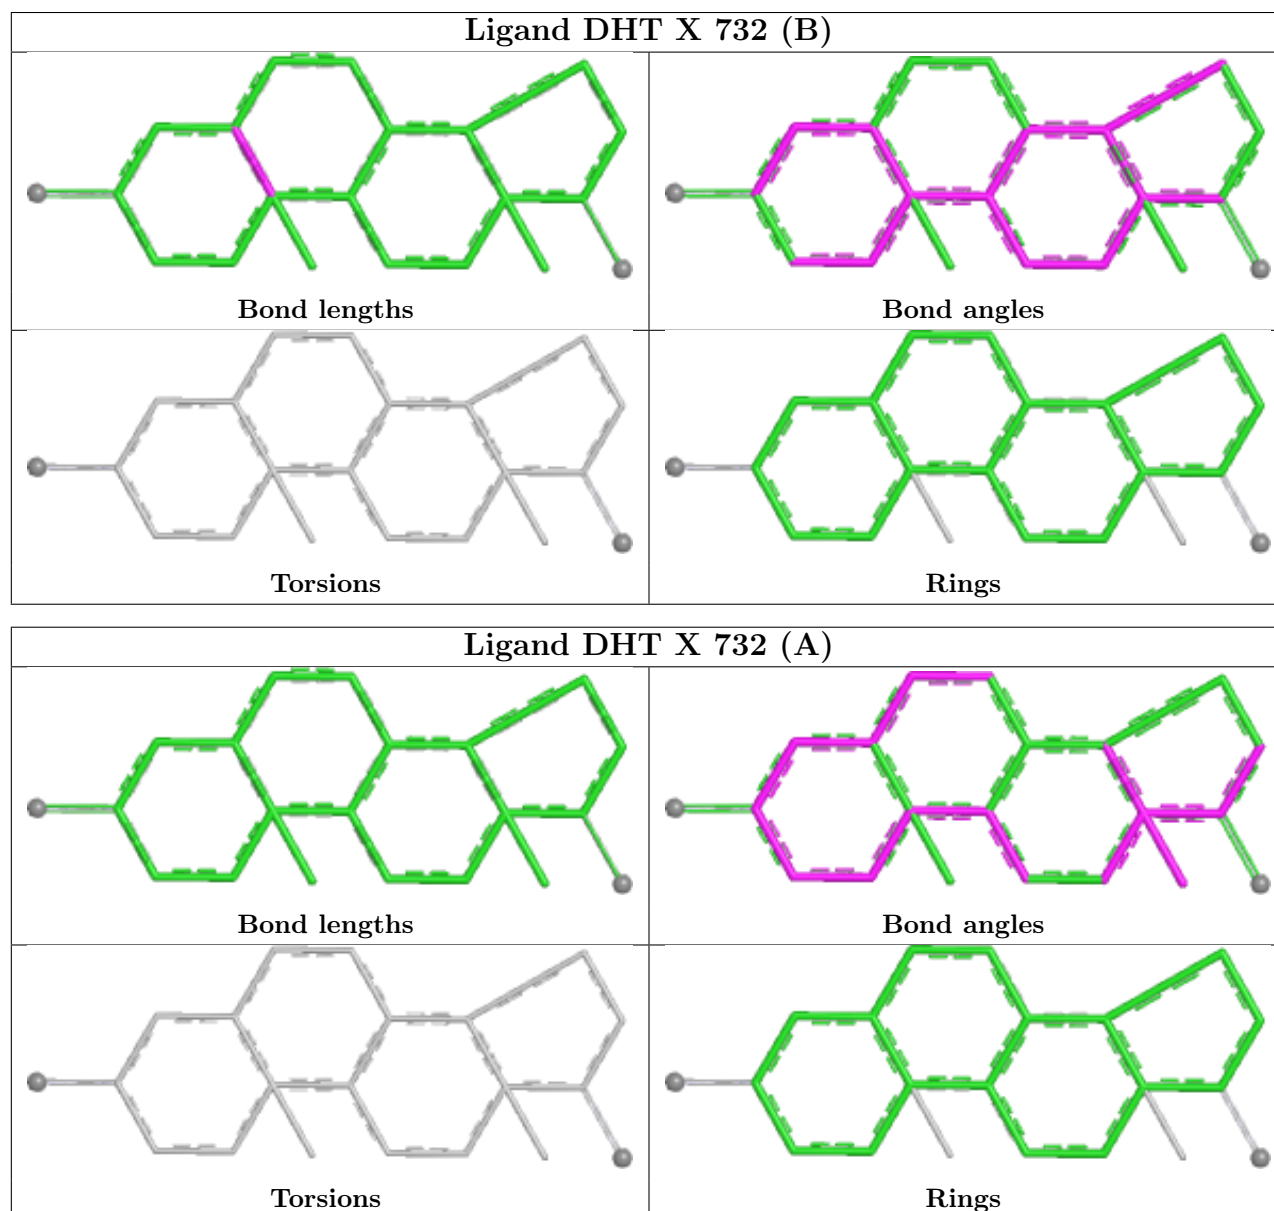 Ligand DHT X 732 (B)
Bond lengths
Bond angles
Torsions
Rings
Ligand DHT X 732 (A)
Bond lengths
Bond angles
Torsions
Rings